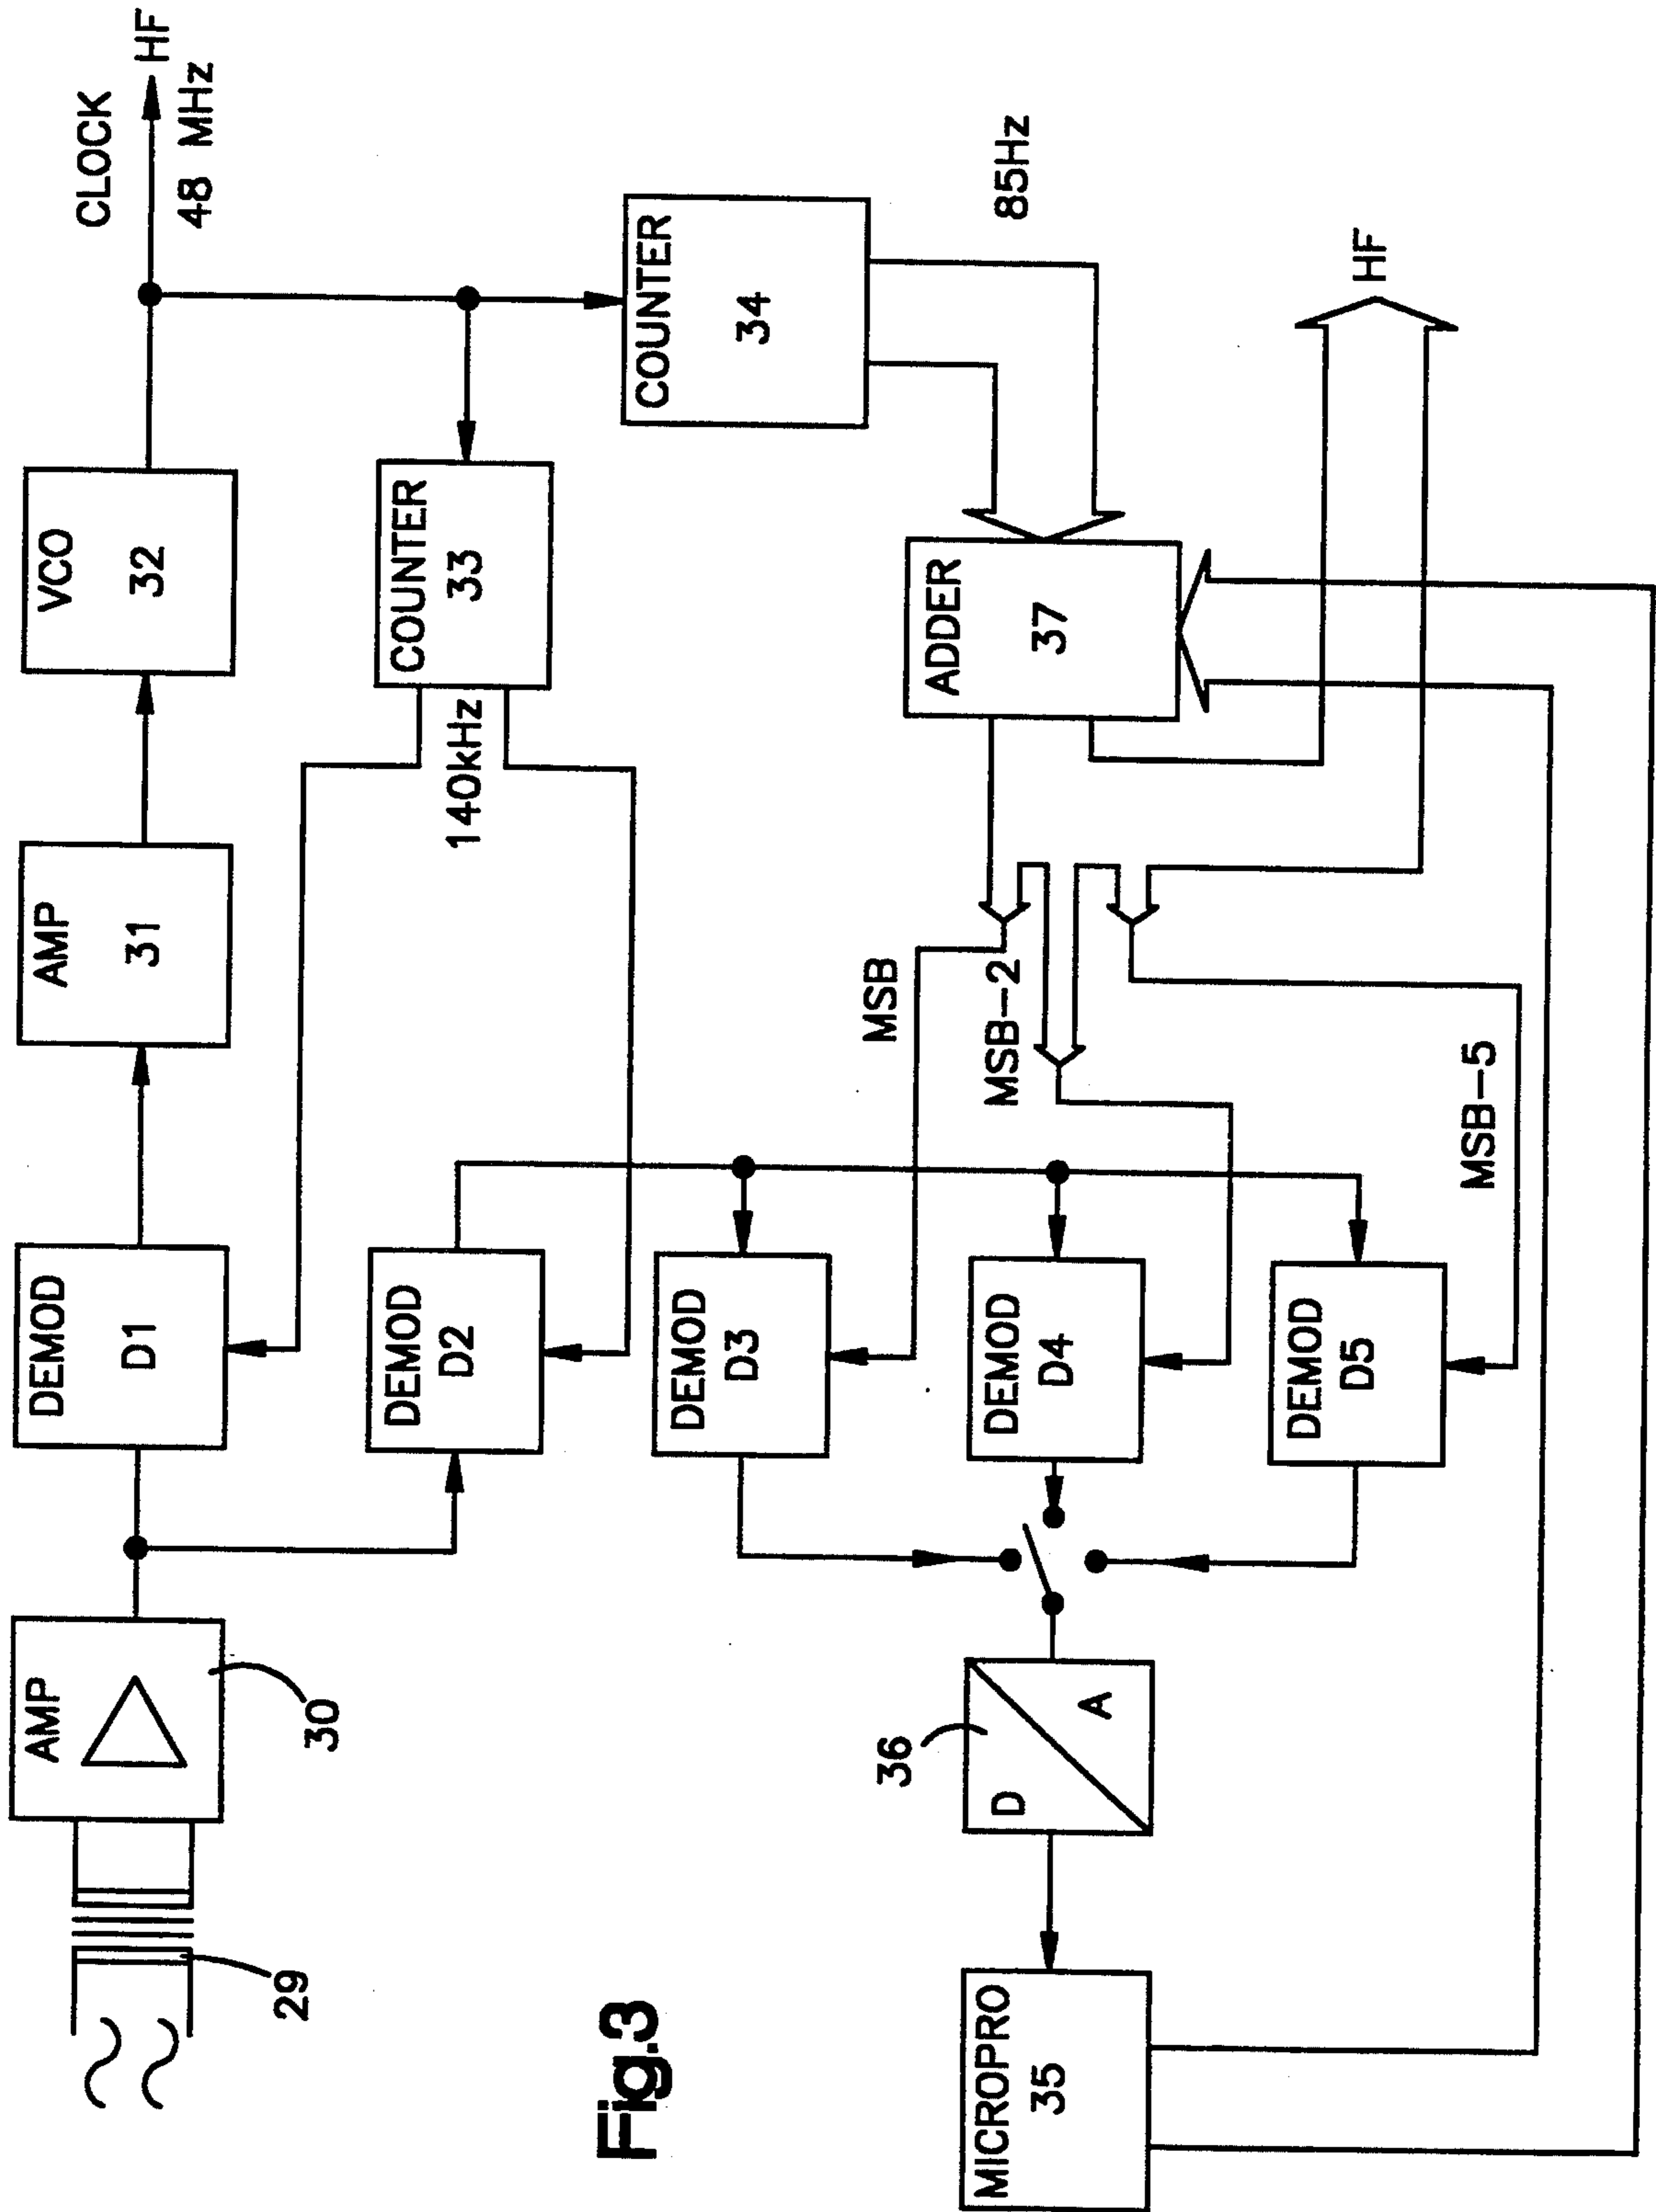 CLOCK
HF
48 MHz
AMP
30
29
DEMOD
D1
AMP
31
VCO
32
DEMOD
D2
COUNTER
33
140kHz
COUNTER
34
85Hz
DEMOD
D3
MSB
DEMOD
D4
MSB-2
DEMOD
D5
MSB-5
ADDER
37
HF
36
D
A
MICROPRO
35
Fig.3